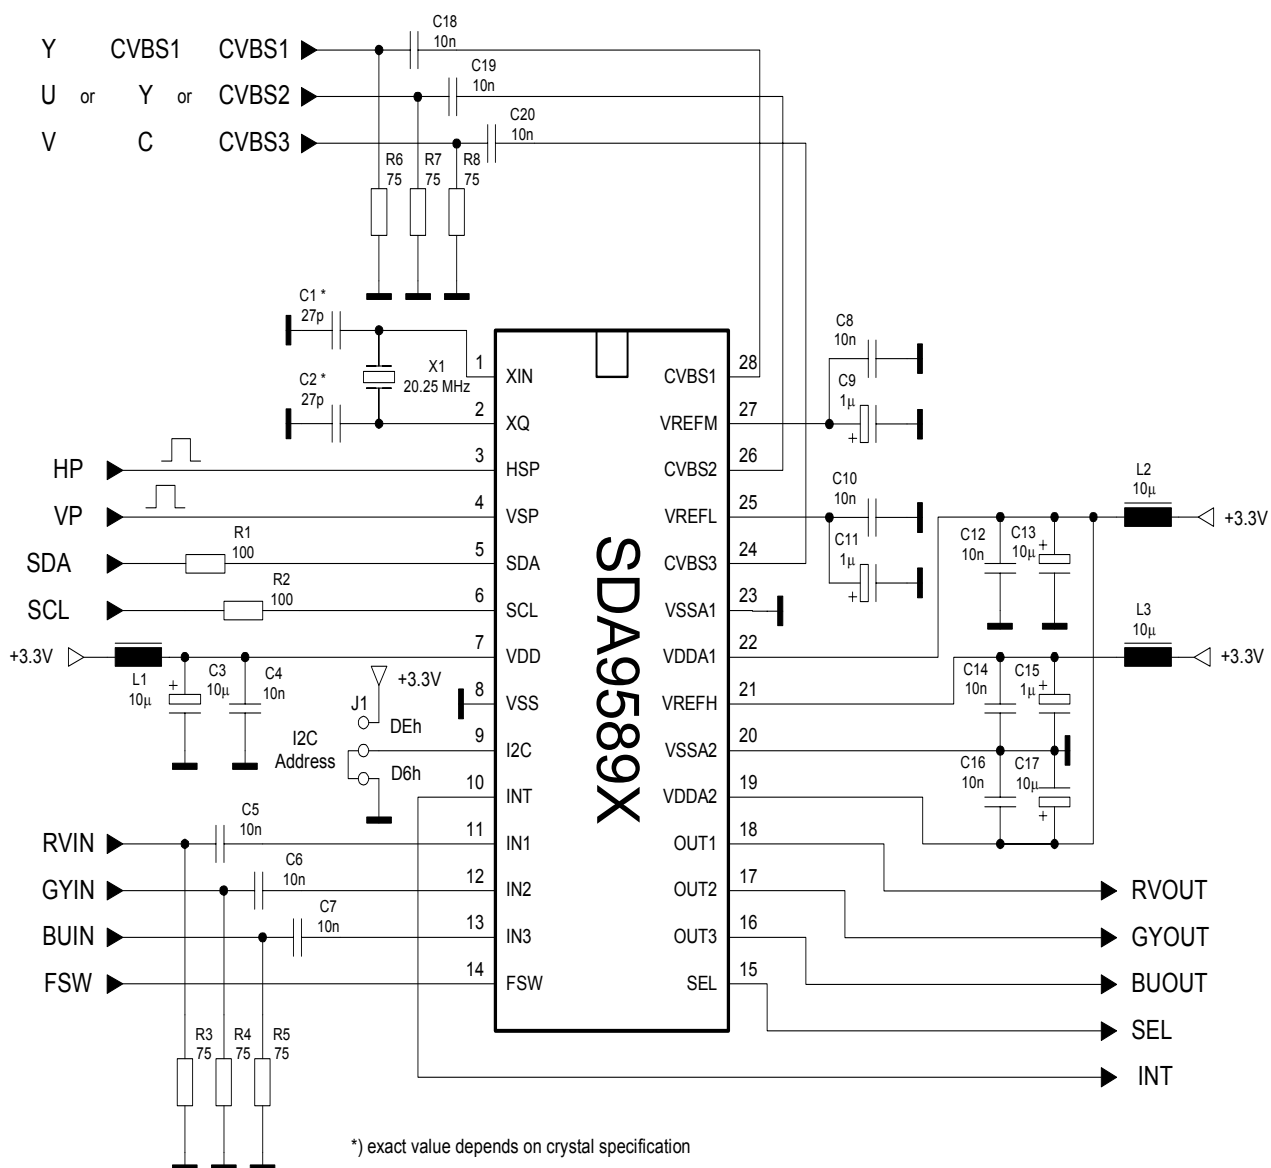 C18
10n
Y CVBS1 CVBS1
C19
10n
U or Y or CVBS2
C20
10n
V C CVBS3
R6 R7 R8
75 75 75
C1 *
27p
C2 *
27p
X1
20.25 MHz
C8
10n
C9
1µ
+
1 XIN CVBS1 28
2 XQ VREFM 27
HP 3 HSP CVBS2 26
C10
10n
L2
10µ
VP 4 VSP VREFL 25 +3.3V
R1
100
C11
1µ
+
C12
10n
C13
10µ
+
SDA 5 SDA CVBS3 24
R2
100
SCL 6 SCL VSSA1 23
L3
10µ
+3.3V 7 VDD VDDA1 22 +3.3V
L1
10µ
+
C3
10µ
C4
10n
+3.3V
C14
10n
C15
1µ
+
8 VSS VREFH 21
J1
DEh
I2C
Address
9 I2C VSSA2 20
D6h
C16
10n
C17
10µ
+
10 INT VDDA2 19
SDA9589X
C5
10n
RVIN 11 IN1 OUT1 18
C6
10n
GYIN 12 IN2 OUT2 17 RVOUT
C7
10n
BUIN 13 IN3 OUT3 16 GYOUT
FSW 14 FSW SEL 15 BUOUT
SEL
R3 R4 R5
75 75 75
INT
*) exact value depends on crystal specification